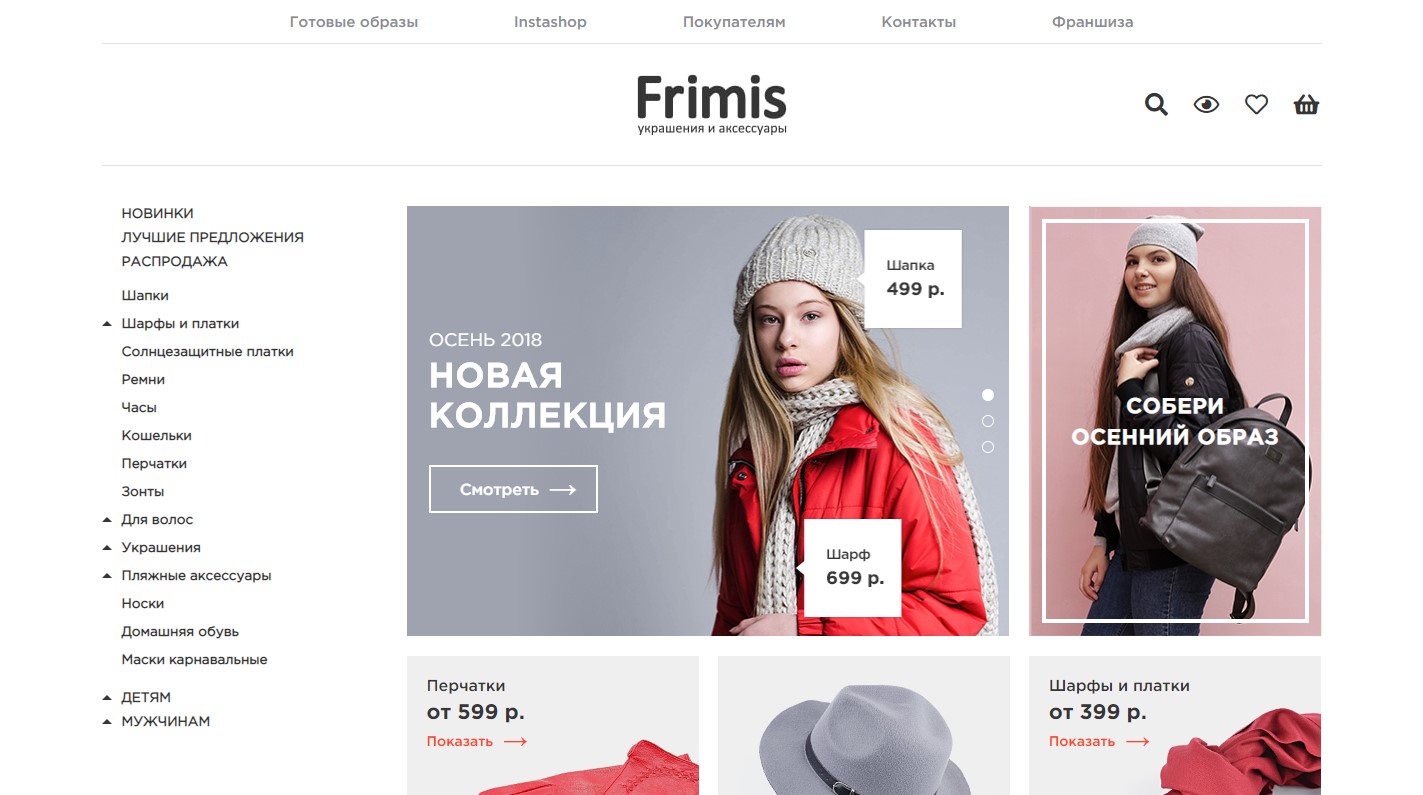 Готовые образы
Instashop
Покупателям
Контакты
Франшиза
Frimis
украшения и аксессуары
НОВИНКИ
ЛУЧШИЕ ПРЕДЛОЖЕНИЯ
РАСПРОДАЖА
Шапки
Шарфы и платки
Солнцезащитные платки
Ремни
Часы
Кошельки
Перчатки
Зонты
Для волос
Украшения
Пляжные аксессуары
Носки
Домашняя обувь
Маски карнавальные
ДЕТЯМ
МУЖЧИНАМ
ОСЕНЬ 2018
НОВАЯ
КОЛЛЕКЦИЯ
Смотреть
Шапка
499 р.
Шарф
699 р.
СОБЕРИ
ОСЕННИЙ ОБРАЗ
Перчатки
от 599 р.
Показать
Шарфы и платки
от 399 р.
Показать